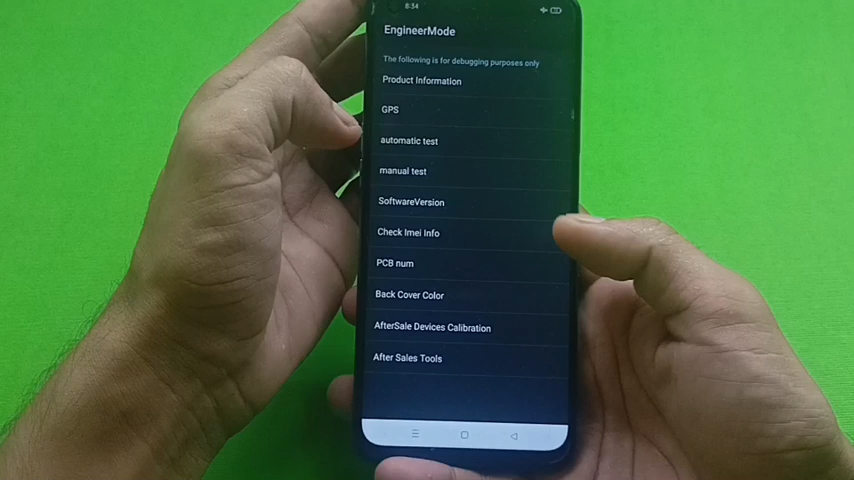 8:34
EngineerMode
The following is for debugging purposes only
Product Information
GPS
automatic test
manual test
SoftwareVersion
Check Imei Info
PCB num
Back Cover Color
AfterSale Devices Calibration
After Sales Tools